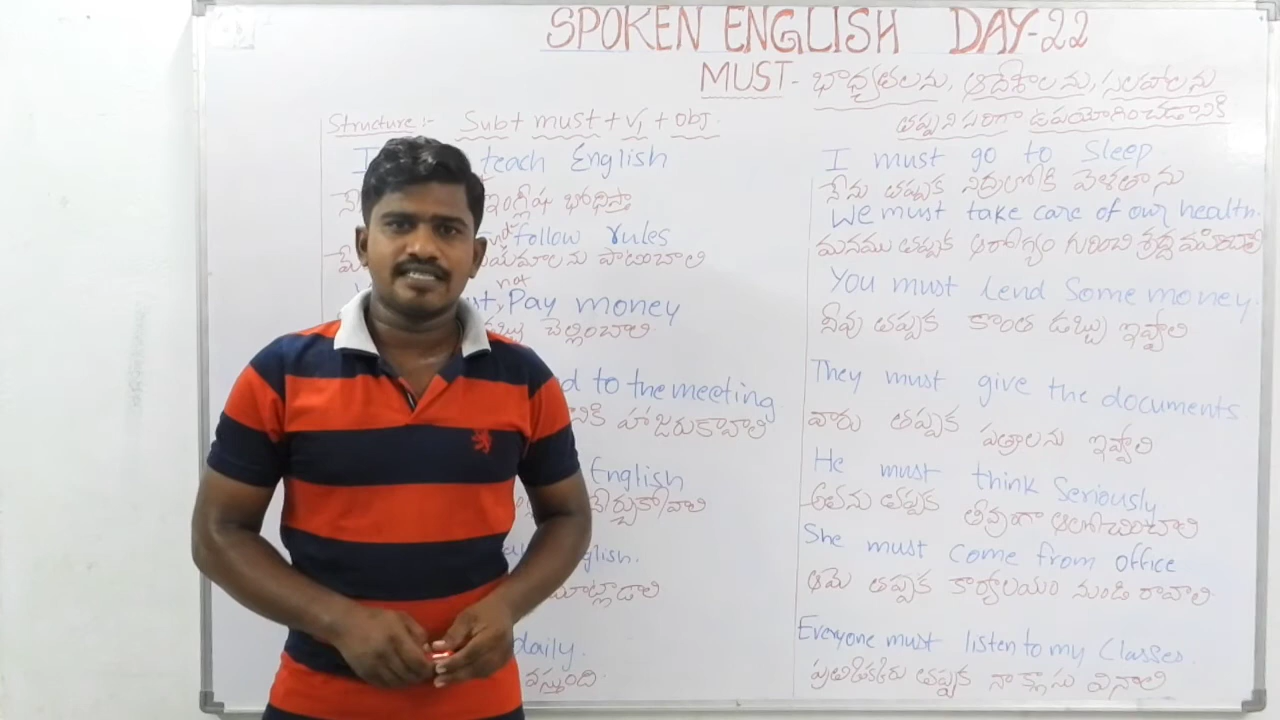 SPOKEN ENGLISH DAY-22
MUST- భాధ్యతలను, ఆదేశాలను, సలహాలను
తప్పని సరిగా ఉపయోగించడానికి
Structure:- Sub+ must + V1 + obj.
I teach English
ఇంగ్లీష భోదిస్తా
follow rules
పాటించాలి
not
Pay money
చెల్లించాలి
to the meeting
హాజరుకావాలి
English
నేర్చుకోవాలి
మాట్లాడాలి
daily.
వస్తుంది.
I must go to Sleep
నేను తప్పక నిద్రలోకి వెళతాను
We must take care of our health.
మనము తప్పక ఆరోగ్యం గురించి శ్రద్ద వహించాలి
You must lend Some money.
నీవు తప్పక కొంత డబ్బు ఇవ్వాలి
They must give the documents
వారు తప్పక పత్రాలను ఇవ్వాలి
He must think Seriously
అతను తప్పక తీవ్రంగా ఆలోచించాలి
She must come from office
ఆమె తప్పక కార్యాలయం నుండి రావాలి.
Everyone must listen to my Classes.
తప్పక నా క్లాసు వినాలి